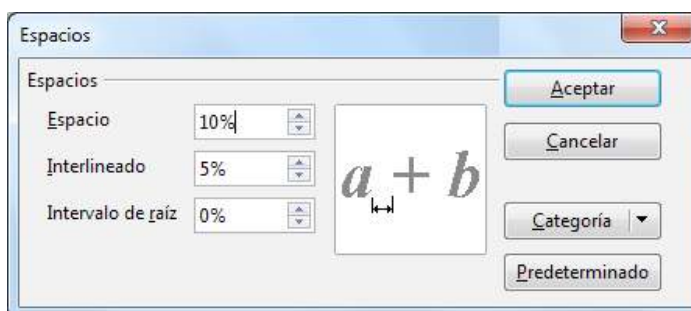 Espacios
Espacios
Espacio 10%
Interlineado 5%
Intervalo de raíz 0%
a + b
Aceptar
Cancelar
Categoría
Predeterminado